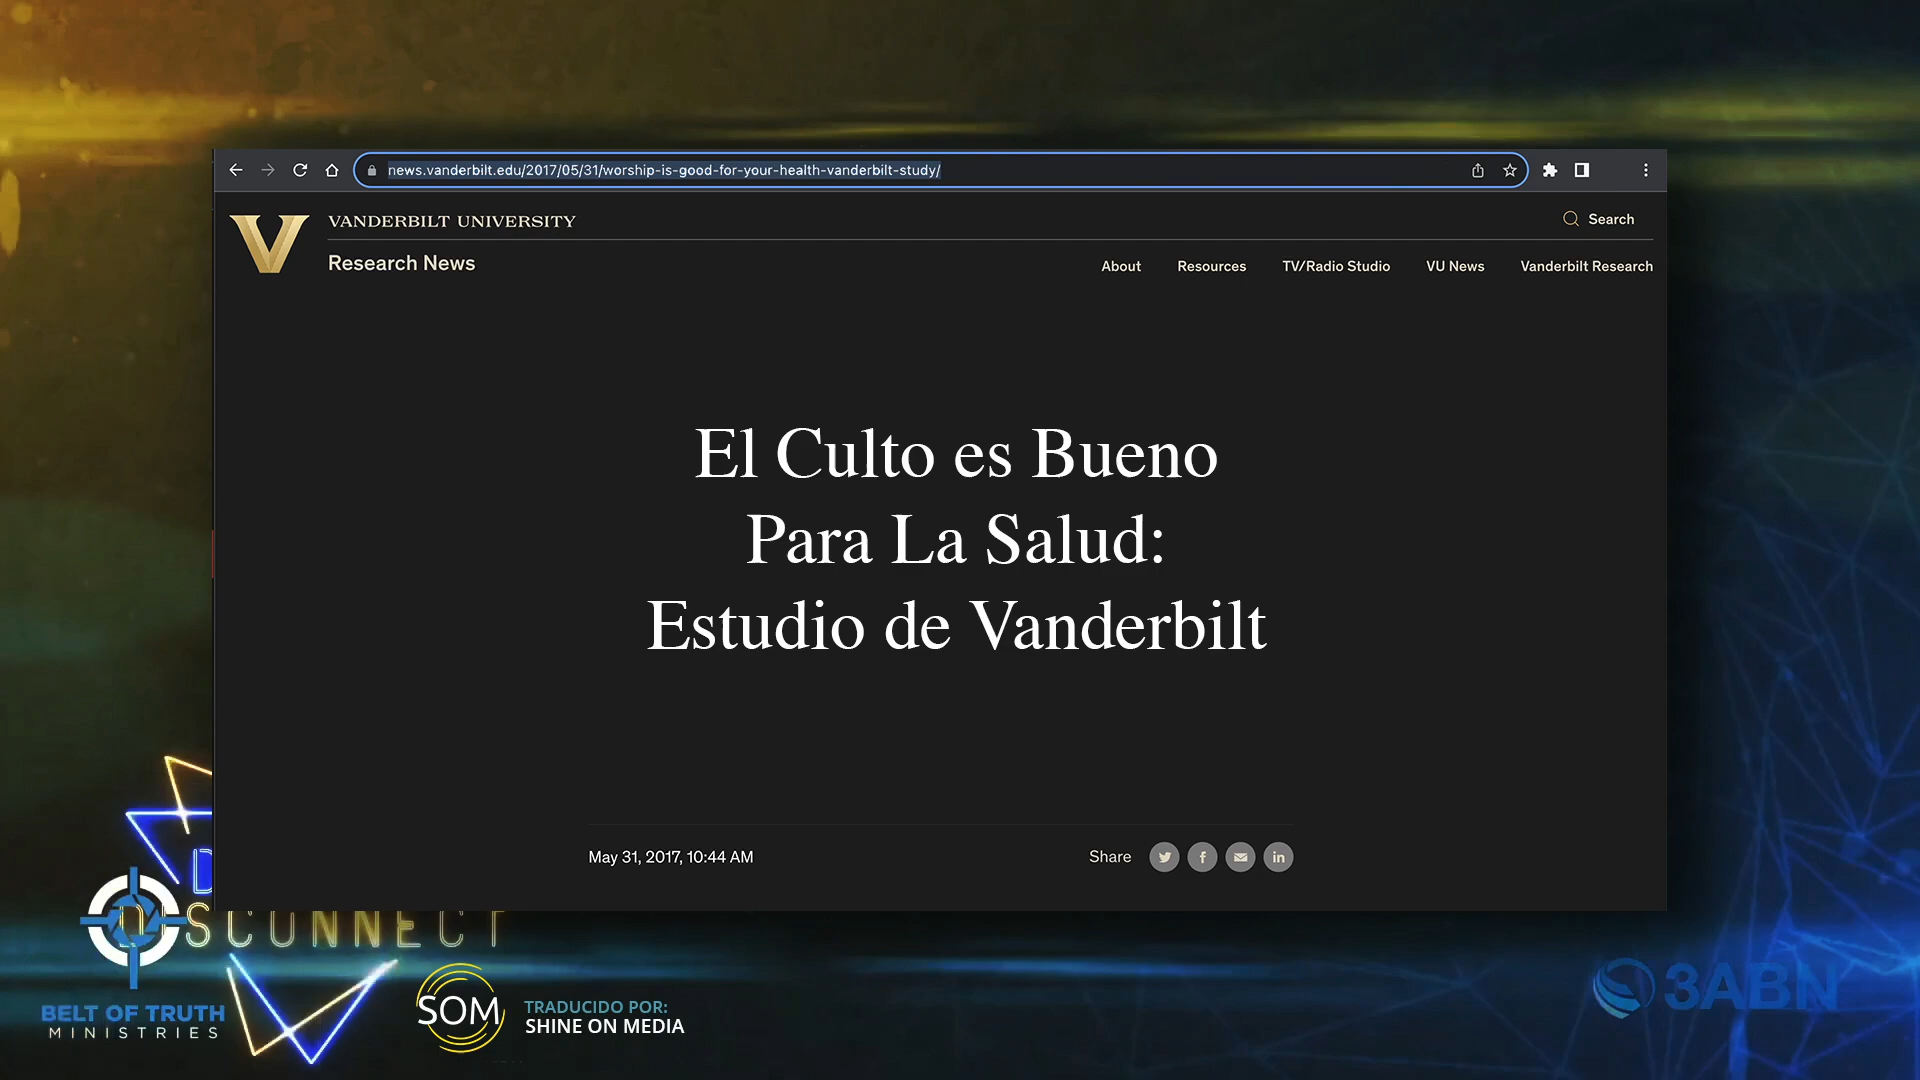 news.vanderbilt.edu/2017/05/31/worship-is-good-for-your-health-vanderbilt-study/
VANDERBILT UNIVERSITY
Search
Research News
About Resources TV/Radio Studio VU News Vanderbilt Research
El Culto es Bueno
Para La Salud:
Estudio de Vanderbilt
May 31, 2017, 10:44 AM
Share
BELT OF TRUTH
MINISTRIES
SOM
TRADUCIDO POR:
SHINE ON MEDIA
3ABN